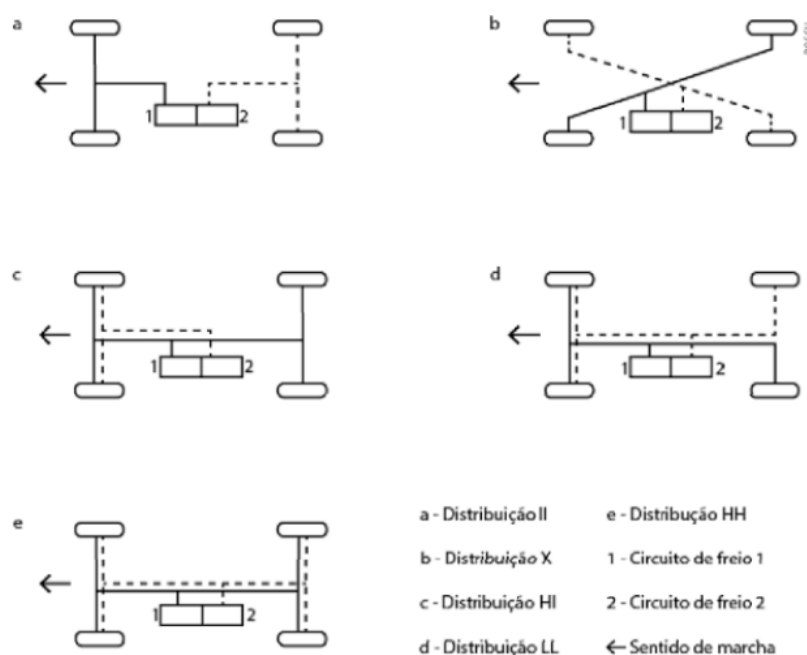 a
b
1 2
1 2
c
d
1 2
1 2
e
1 2
a - Distribuição II
e - Distribução HH
b - Distribuição X
1 - Circuito de freio 1
c - Distribuição HI
2 - Circuito de freio 2
d - Distribuição LL
← Sentido de marcha